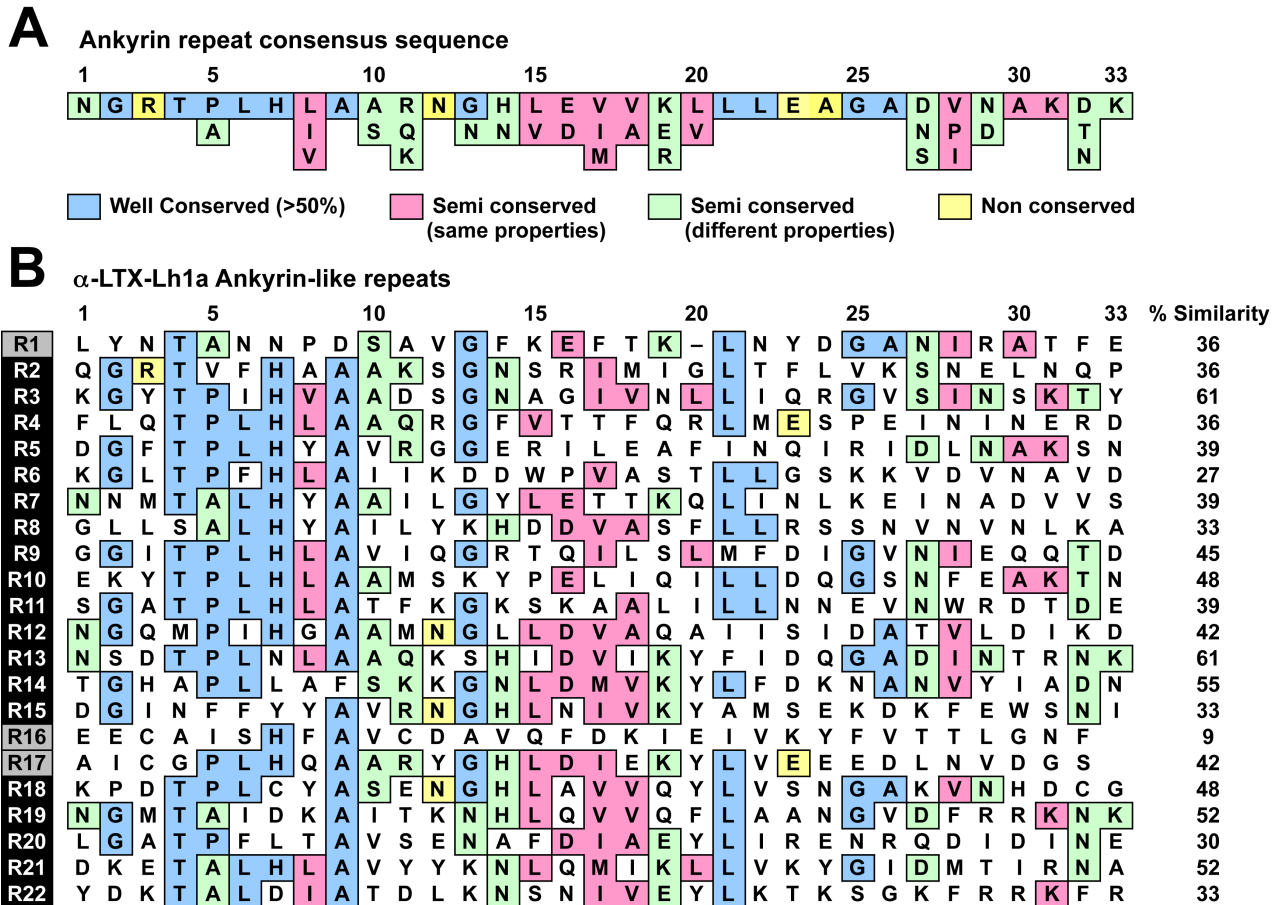 A Ankyrin repeat consensus sequence
1 5 10 15 20 25 30 33
N G R T P L H L A A R N G H L E V V K L L L E A G A D V N A K D K
A I S Q N N V D I A E V N P D T
V K M R S I N
Well Conserved (>50%) Semi conserved (same properties) Semi conserved (different properties) Non conserved
B α-LTX-Lh1a Ankyrin-like repeats
1 5 10 15 20 25 30 33 % Similarity
R1 L Y N T A N N P D S A V G F K E F T K – L N Y D G A N I R A T F E 36
R2 Q G R T V F H A A A K S G N S R I M I G L T F L V K S N E L N Q P 36
R3 K G Y T P I H V A A D S G N A G I V N L L I Q R G V S I N S K T Y 61
R4 F L Q T P L H L A A Q R G F V T T F Q R L M E S P E I N I N E R D 36
R5 D G F T P L H Y A V R G G E R I L E A F I N Q I R I D L N A K S N 39
R6 K G L T P F H L A I I K D D W P V A S T L L G S K K V D V N A V D 27
R7 N N M T A L H Y A A I L G Y L E T T K Q L I N L K E I N A D V V S 39
R8 G L L S A L H Y A I L Y K H D D V A S F L L R S S N V N V N L K A 33
R9 G G I T P L H L A V I Q G R T Q I L S L M F D I G V N I E Q Q T D 45
R10 E K Y T P L H L A A M S K Y P E L I Q I L L D Q G S N F E A K T N 48
R11 S G A T P L H L A T F K G K S K A A L I L L N N E V N W R D T D E 39
R12 N G Q M P I H G A A M N G L L D V A Q A I I S I D A T V L D I K D 42
R13 N S D T P L N L A A Q K S H I D V I K Y F I D Q G A D I N T R N K 61
R14 T G H A P L L A F S K K G N L D M V K Y L F D K N A N V Y I A D N 55
R15 D G I N F F Y Y A V R N G H L N I V K Y A M S E K D K F E W S N I 33
R16 E E C A I S H F A V C D A V Q F D K I E I V K Y F V T T L G N F 9
R17 A I C G P L H Q A A R Y G H L D I E K Y L V E E E D L N V D G S 42
R18 K P D T P L C Y A S E N G H L A V V Q Y L V S N G A K V N H D C G 48
R19 N G M T A I D K A I T K N H L Q V V Q F L A A N G V D F R R K N K 52
R20 L G A T P F L T A V S E N A F D I A E Y L I R E N R Q D I D I N E 30
R21 D K E T A L H L A V Y Y K N L Q M I K L L V K Y G I D M T I R N A 52
R22 Y D K T A L D I A T D L K N S N I V E Y L K T K S G K F R R K F R 33